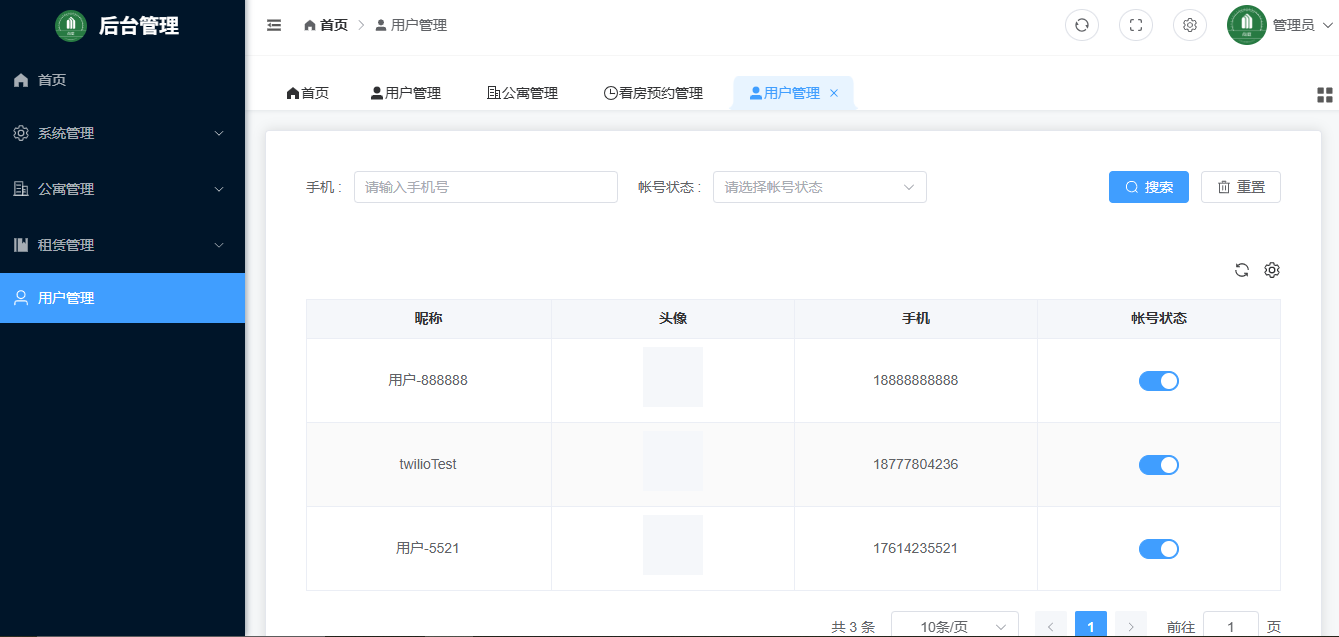 后台管理
首页
系统管理
公寓管理
租赁管理
用户管理
首页 用户管理
管理员
首页 用户管理 公寓管理 看房预约管理 用户管理
手机 : 请输入手机号 帐号状态 : 请选择帐号状态 搜索 重置
昵称 头像 手机 帐号状态
用户-888888 18888888888
twilioTest 18777804236
用户-5521 17614235521
共 3 条 10条/页 1 前往 1 页